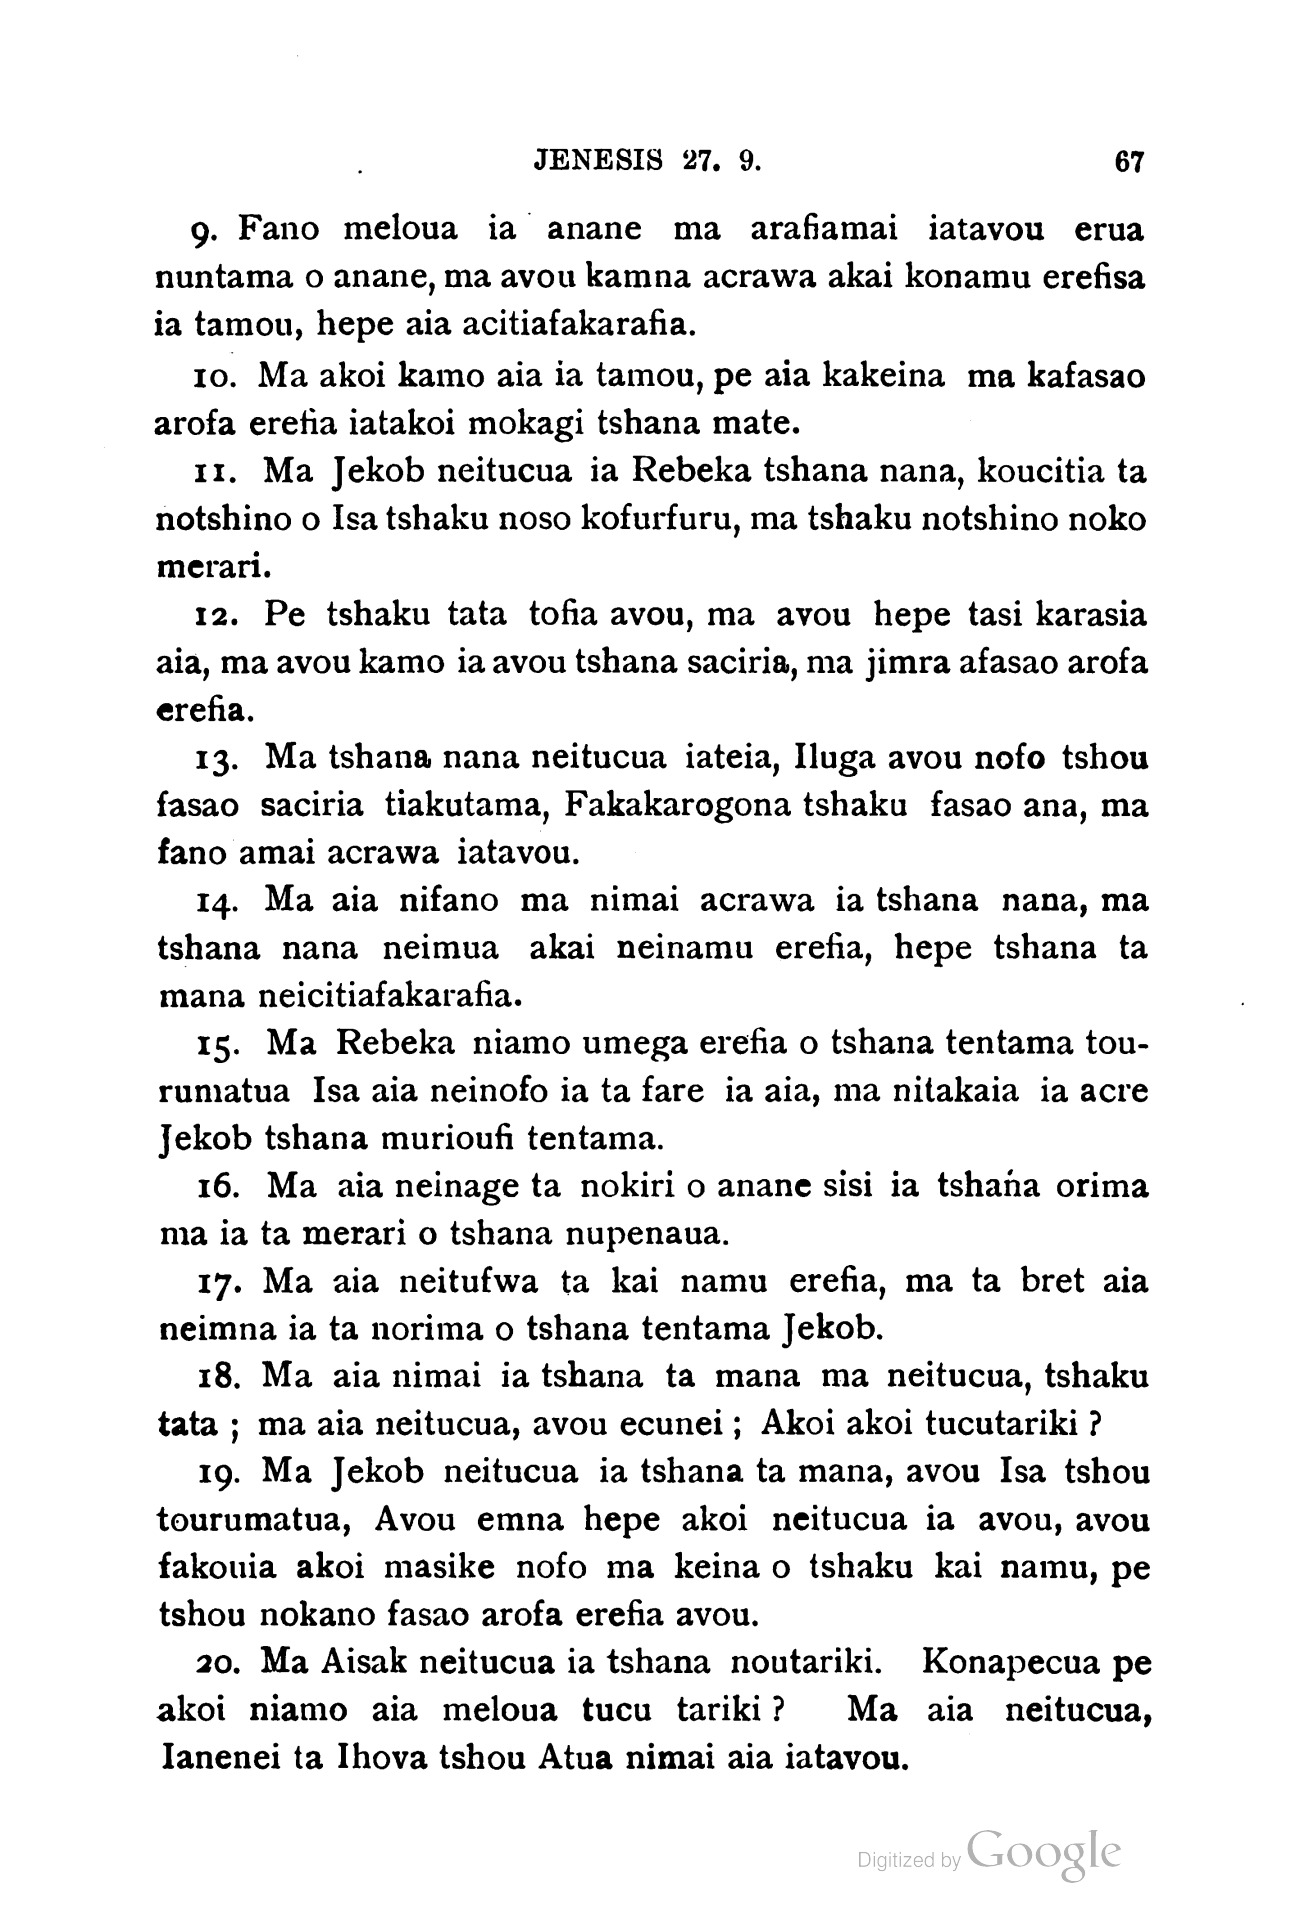 JENESIS 27. 9. 67
9. Fano meloua ia anane ma arafiamai iatavou erua
nuntama o anane, ma avou kamna acrawa akai konamu erefisa
ia tamou, hepe aia acitiafakarafia.
10. Ma akoi kamo aia ia tamou, pe aia kakeina ma kafasao
arofa erefia iatakoi mokagi tshana mate.
11. Ma Jekob neitucua ia Rebeka tshana nana, koucitia ta
notshino o Isa tshaku noso kofurfuru, ma tshaku notshino noko
merari.
12. Pe tshaku tata tofia avou, ma avou hepe tasi karasia
aia, ma avou kamo ia avou tshana saciria, ma jimra afasao arofa
erefia.
13. Ma tshana nana neitucua iateia, Iluga avou nofo tshou
fasao saciria tiakutama, Fakakarogona tshaku fasao ana, ma
fano amai acrawa iatavou.
14. Ma aia nifano ma nimai acrawa ia tshana nana, ma
tshana nana neimua akai neinamu erefia, hepe tshana ta
mana neicitiafakarafia.
15. Ma Rebeka niamo umega erefia o tshana tentama tou-
rumatua Isa aia neinofo ia ta fare ia aia, ma nitakaia ia acre
Jekob tshana murioufi tentama.
16. Ma aia neinage ta nokiri o anane sisi ia tshana orima
ma ia ta merari o tshana nupenaua.
17. Ma aia neitufwa ta kai namu erefia, ma ta bret aia
neimna ia ta norima o tshana tentama Jekob.
18. Ma aia nimai ia tshana ta mana ma neitucua, tshaku
tata ; ma aia neitucua, avou ecunei ; Akoi akoi tucutariki ?
19. Ma Jekob neitucua ia tshana ta mana, avou Isa tshou
tourumatua, Avou emna hepe akoi neitucua ia avou, avou
fakouia akoi masike nofo ma keina o tshaku kai namu, pe
tshou nokano fasao arofa erefia avou.
20. Ma Aisak neitucua ia tshana noutariki. Konapecua pe
akoi niamo aia meloua tucu tariki ? Ma aia neitucua,
Ianenei ta Ihova tshou Atua nimai aia iatavou.
Digitized by Google